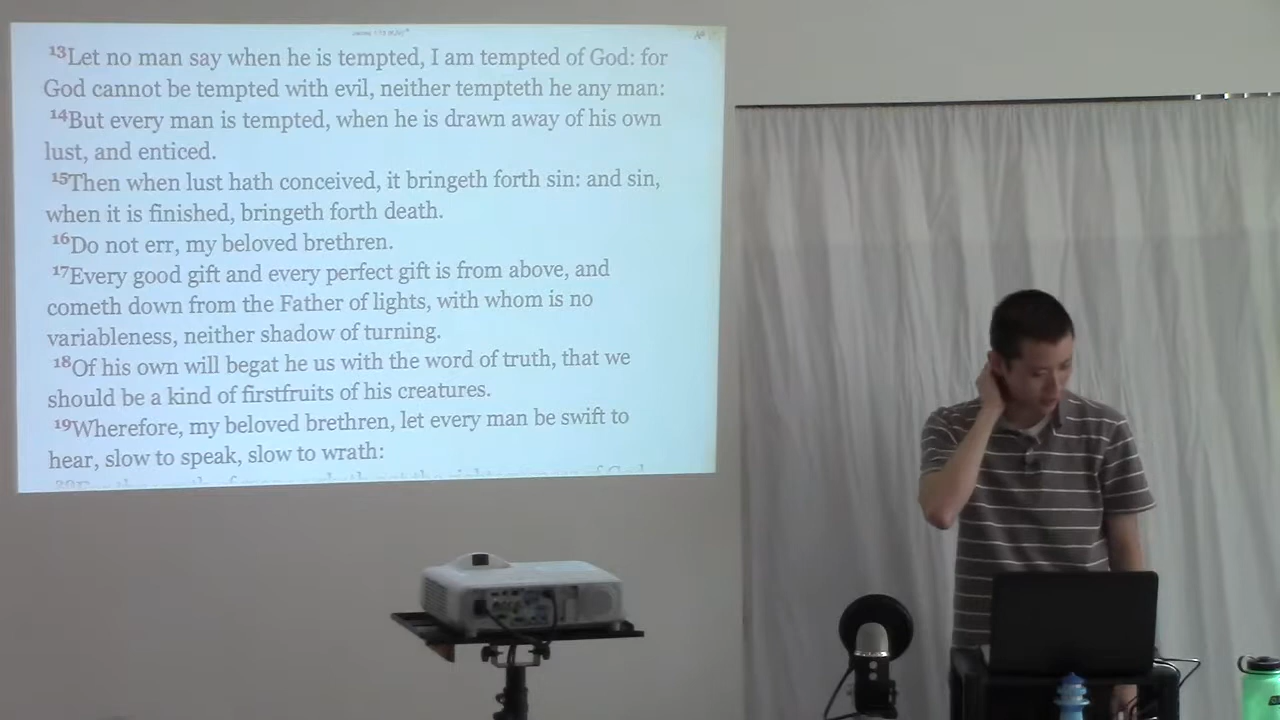 13Let no man say when he is tempted, I am tempted of God: for
God cannot be tempted with evil, neither tempteth he any man:
14But every man is tempted, when he is drawn away of his own
lust, and enticed.
15Then when lust hath conceived, it bringeth forth sin: and sin,
when it is finished, bringeth forth death.
16Do not err, my beloved brethren.
17Every good gift and every perfect gift is from above, and
cometh down from the Father of lights, with whom is no
variableness, neither shadow of turning.
18Of his own will begat he us with the word of truth, that we
should be a kind of firstfruits of his creatures.
19Wherefore, my beloved brethren, let every man be swift to
hear, slow to speak, slow to wrath: